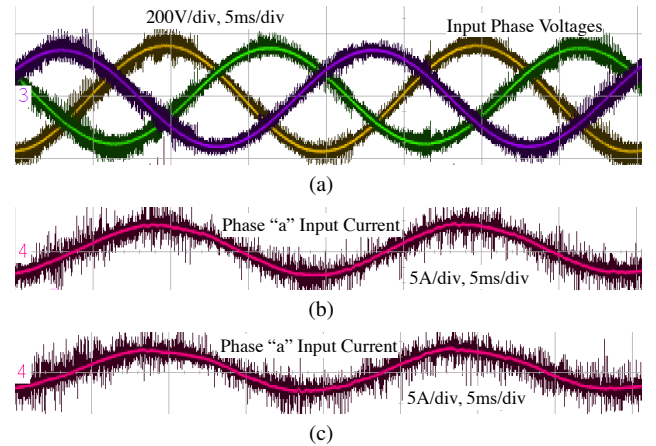 200V/div, 5ms/div
Input Phase Voltages
3
(a)
Phase “a” Input Current
4
5A/div, 5ms/div
(b)
Phase “a” Input Current
4
5A/div, 5ms/div
(c)